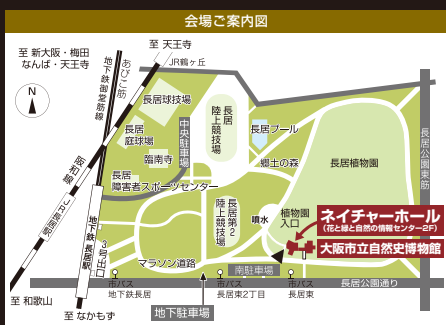 会場ご案内図
至 新大阪・梅田
なんば・天王寺
至 天王寺
JR鶴ヶ丘
あびこ筋
地下鉄御堂筋線
N
長居球技場
長居
庭球場
臨南寺
中央駐車場
長居
陸上競技場
長居プール
郷土の森
長居植物園
長居公園東筋
長居
障害者スポーツセンター
阪和線
JR長居駅
地下鉄 長居駅
3号出口
長居第2
陸上競技場
噴水
植物園
入口
ネイチャーホール
(花と緑と自然の情報センター2F)
大阪市立自然史博物館
マラソン道路
南駐車場
市バス
地下鉄長居
市バス
長居東2丁目
市バス
長居東
長居公園通り
地下駐車場
至 和歌山
至 なかもず